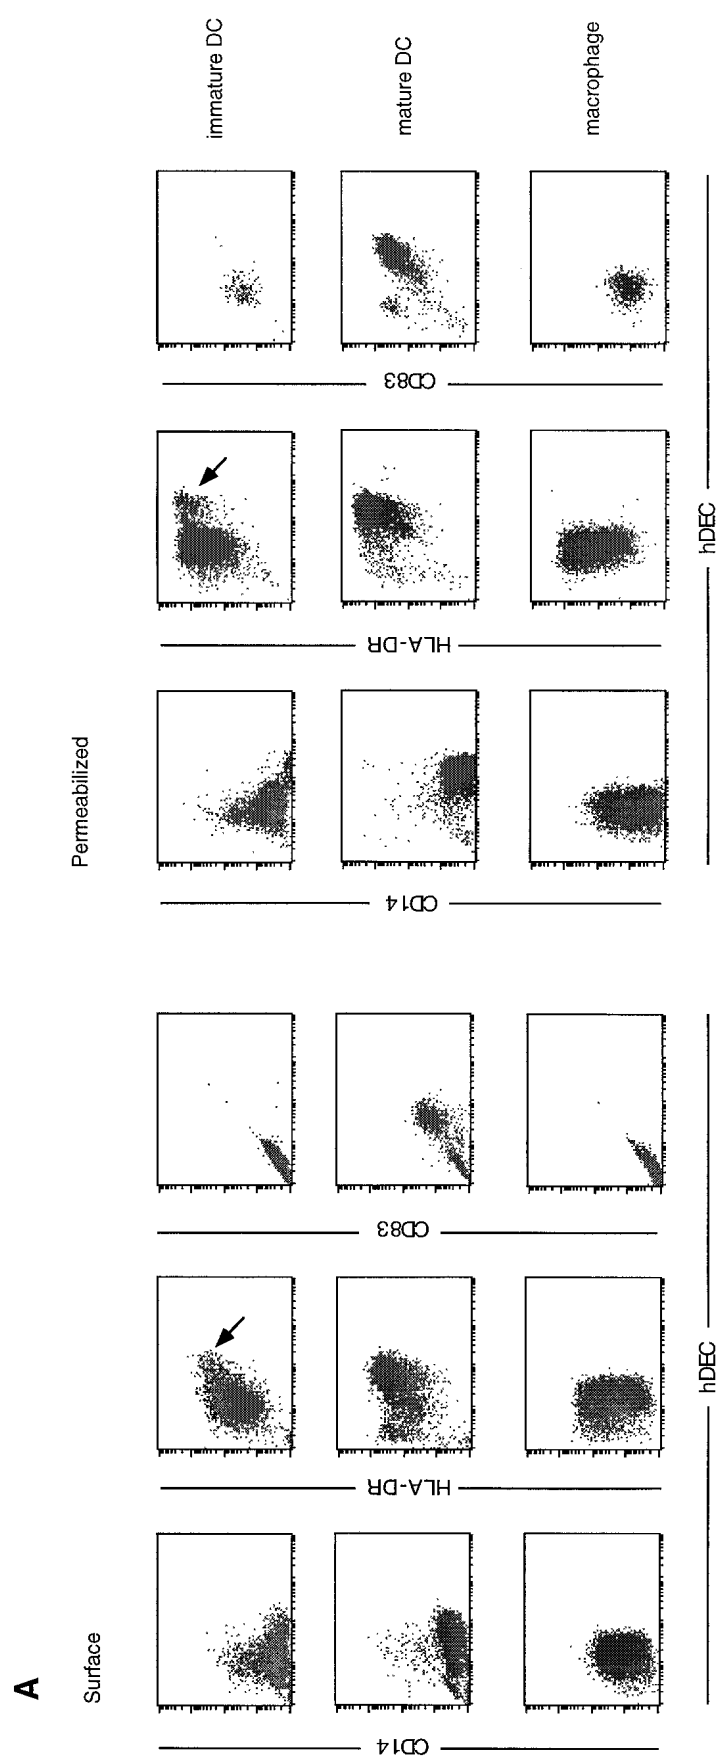 A
Surface
Permeabilized
CD14
HLA-DR
CD83
CD14
HLA-DR
CD83
immature DC
mature DC
macrophage
hDEC
hDEC